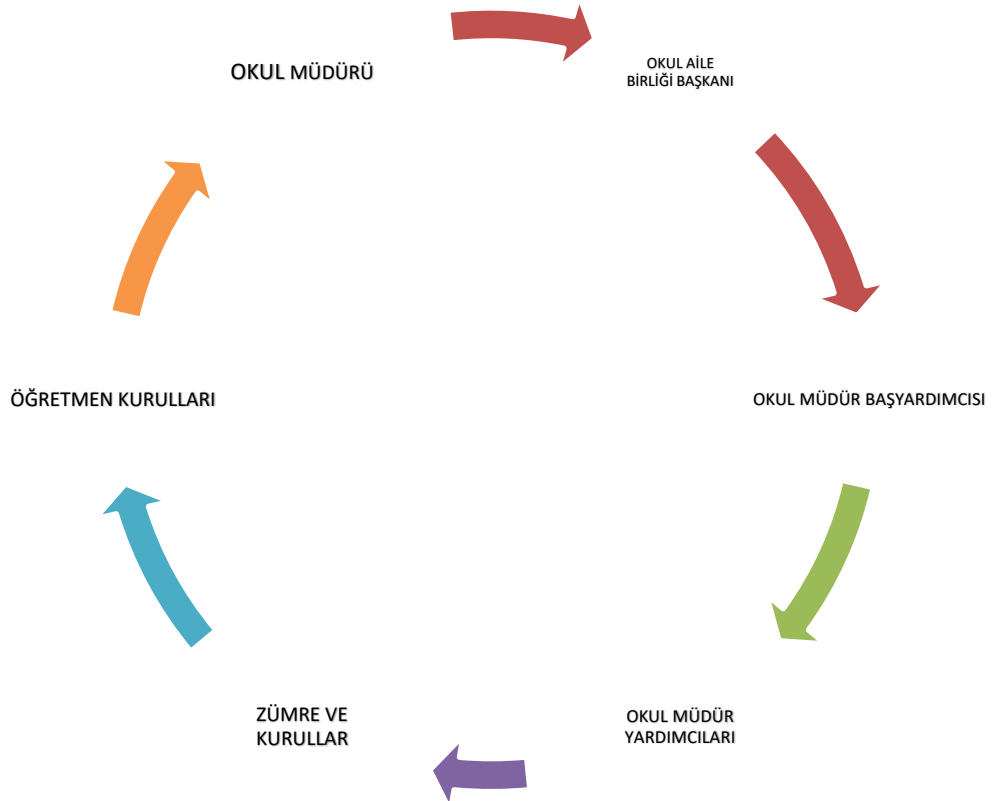 OKUL MÜDÜRÜ
OKUL AİLE
BİRLİĞİ BAŞKANI
OKUL MÜDÜR BAŞYARDIMCISI
OKUL MÜDÜR
YARDIMCILARI
ZÜMRE VE
KURULLAR
ÖĞRETMEN KURULLARI